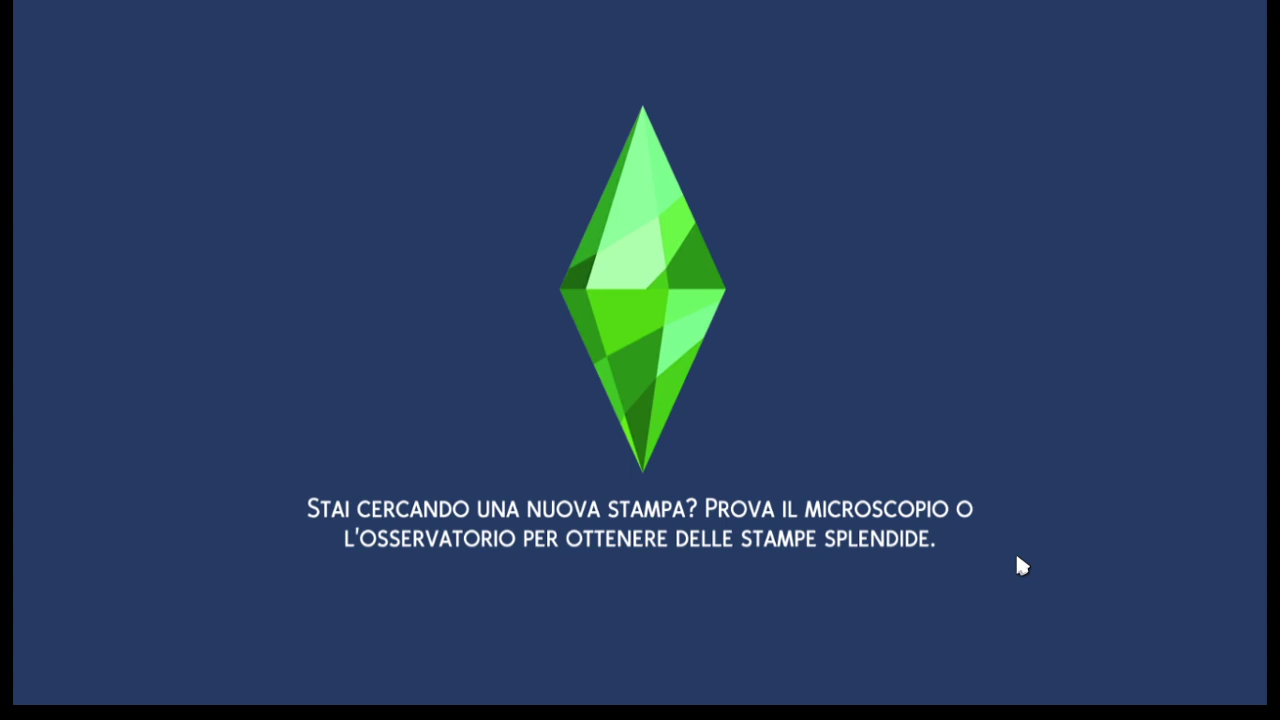 Stai cercando una nuova stampa? Prova il microscopio o
l'osservatorio per ottenere delle stampe splendide.